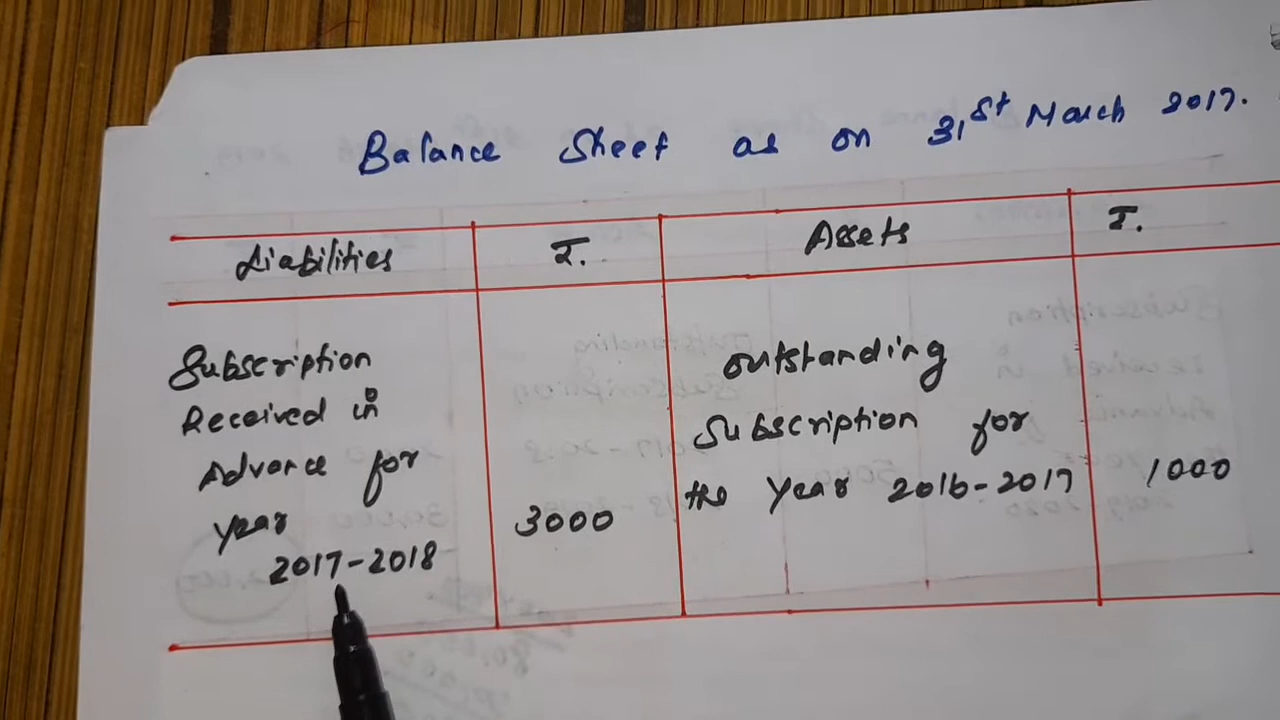 Balance Sheet as on 31st March 2017.
Liabilities ₹. Assets ₹.
Subscription
Received in
Advance for
year
2017-2018
3000
Outstanding
Subscription for
the Year 2016-2017
1000